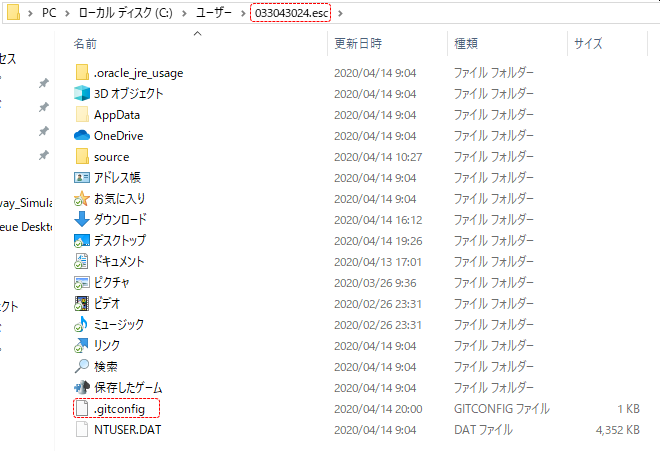 PC > ローカル ディスク (C:) > ユーザー > 033043024.esc >
名前 更新日時 種類 サイズ
セス
.oracle_jre_usage 2020/04/14 9:04 ファイル フォルダー
3D オブジェクト 2020/04/14 9:04 ファイル フォルダー
AppData 2020/04/14 9:04 ファイル フォルダー
OneDrive 2020/04/14 9:04 ファイル フォルダー
source 2020/04/14 10:27 ファイル フォルダー
アドレス帳 2020/04/14 9:04 ファイル フォルダー
お気に入り 2020/04/14 9:04 ファイル フォルダー
way_Simula
ダウンロード 2020/04/14 16:12 ファイル フォルダー
eue Deskto
デスクトップ 2020/04/14 19:26 ファイル フォルダー
ドキュメント 2020/04/13 17:01 ファイル フォルダー
ピクチャ 2020/03/26 9:36 ファイル フォルダー
クト
ビデオ 2020/02/26 23:31 ファイル フォルダー
ミュージック 2020/02/26 23:31 ファイル フォルダー
リンク 2020/04/14 9:04 ファイル フォルダー
検索 2020/04/14 9:04 ファイル フォルダー
保存したゲーム 2020/04/14 9:04 ファイル フォルダー
.gitconfig 2020/04/14 20:00 GITCONFIG ファイル 1 KB
NTUSER.DAT 2020/04/14 9:04 DAT ファイル 4,352 KB